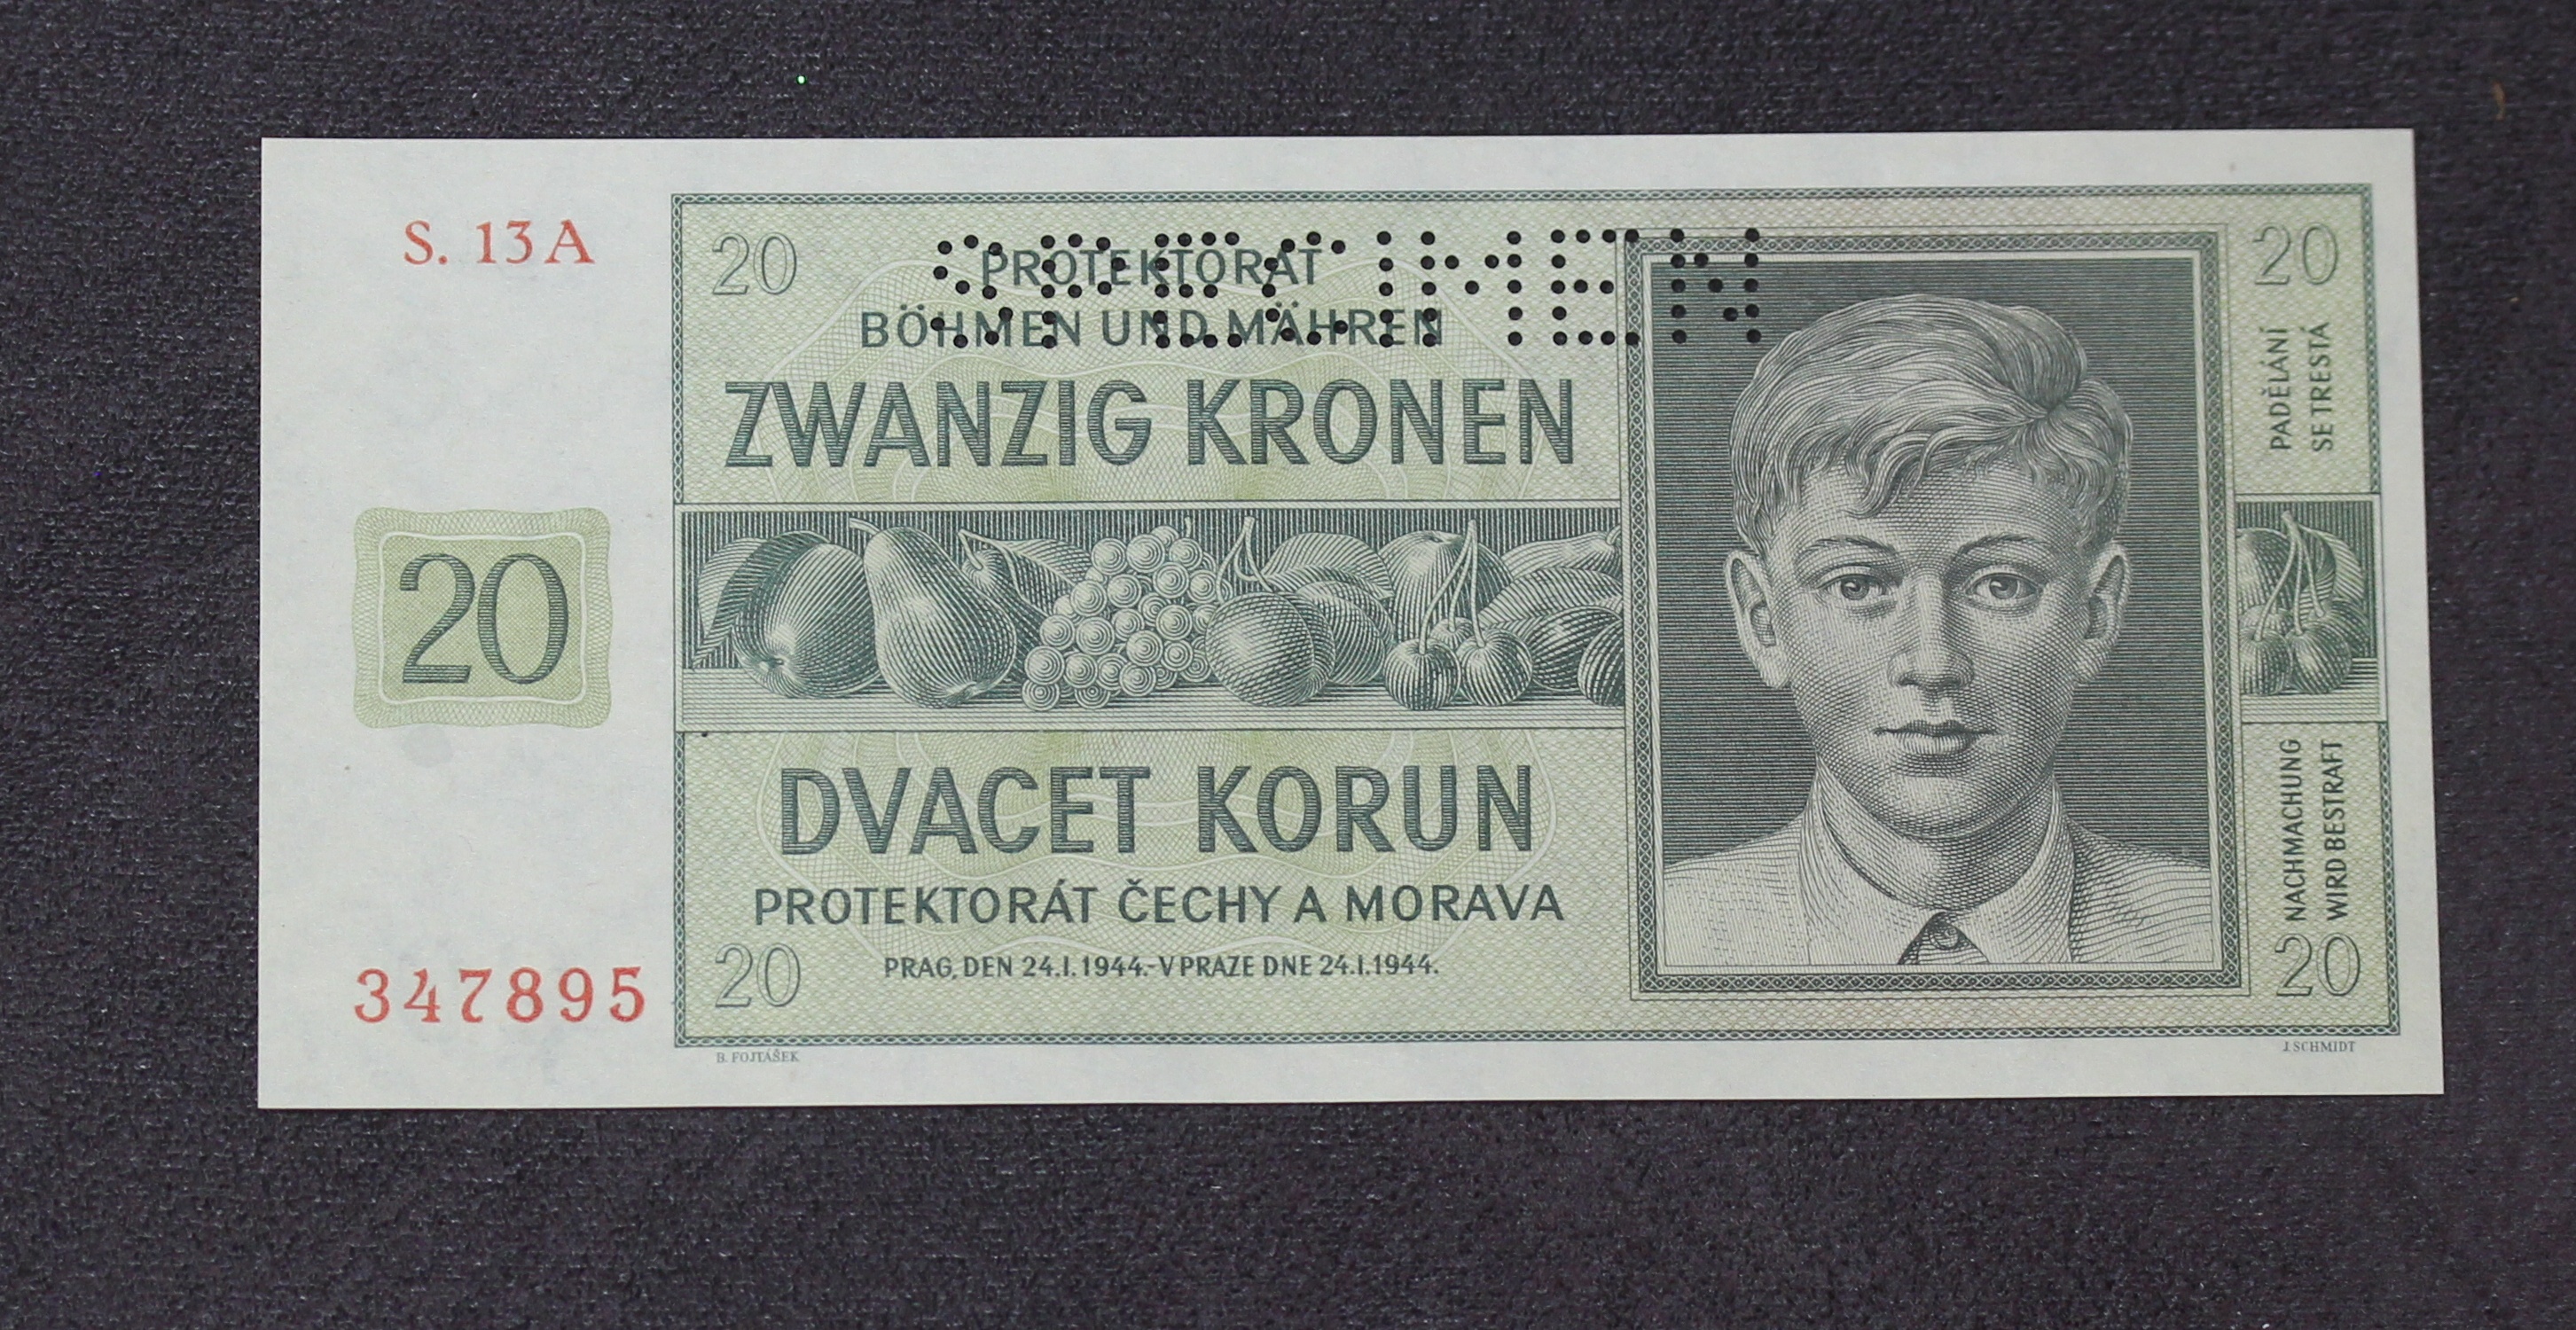 S. 13 A
20
347895
20
SPECIMEN
PROTEKTORAT
BÖHMEN UND MÄHREN
ZWANZIG KRONEN
DVACET KORUN
PROTEKTORÁT ČECHY A MORAVA
20
PRAG, DEN 24.I.1944.-V PRAZE DNE 24.I.1944.
B. FOJTÁŠEK
20
PADĚLÁNÍ
SE TRESTÁ
NACHMACHUNG
WIRD BESTRAFT
20
J. SCHMIDT